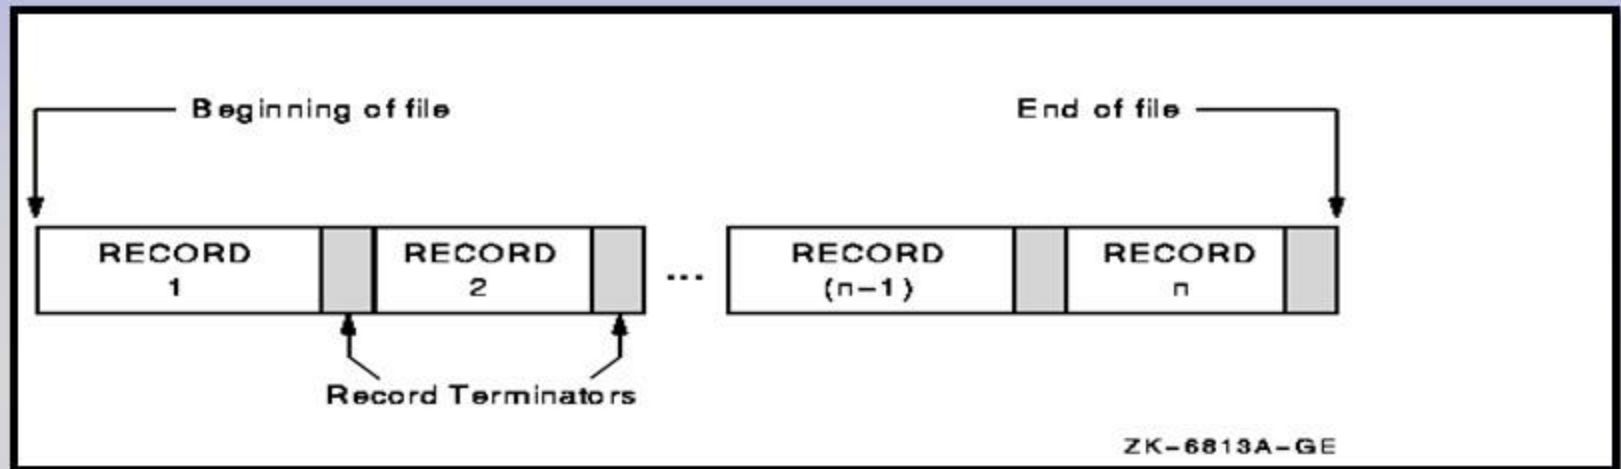 Beginning of file
End of file
RECORD
1
RECORD
2
...
RECORD
(n-1)
RECORD
n
Record Terminators
ZK-6813A-GE